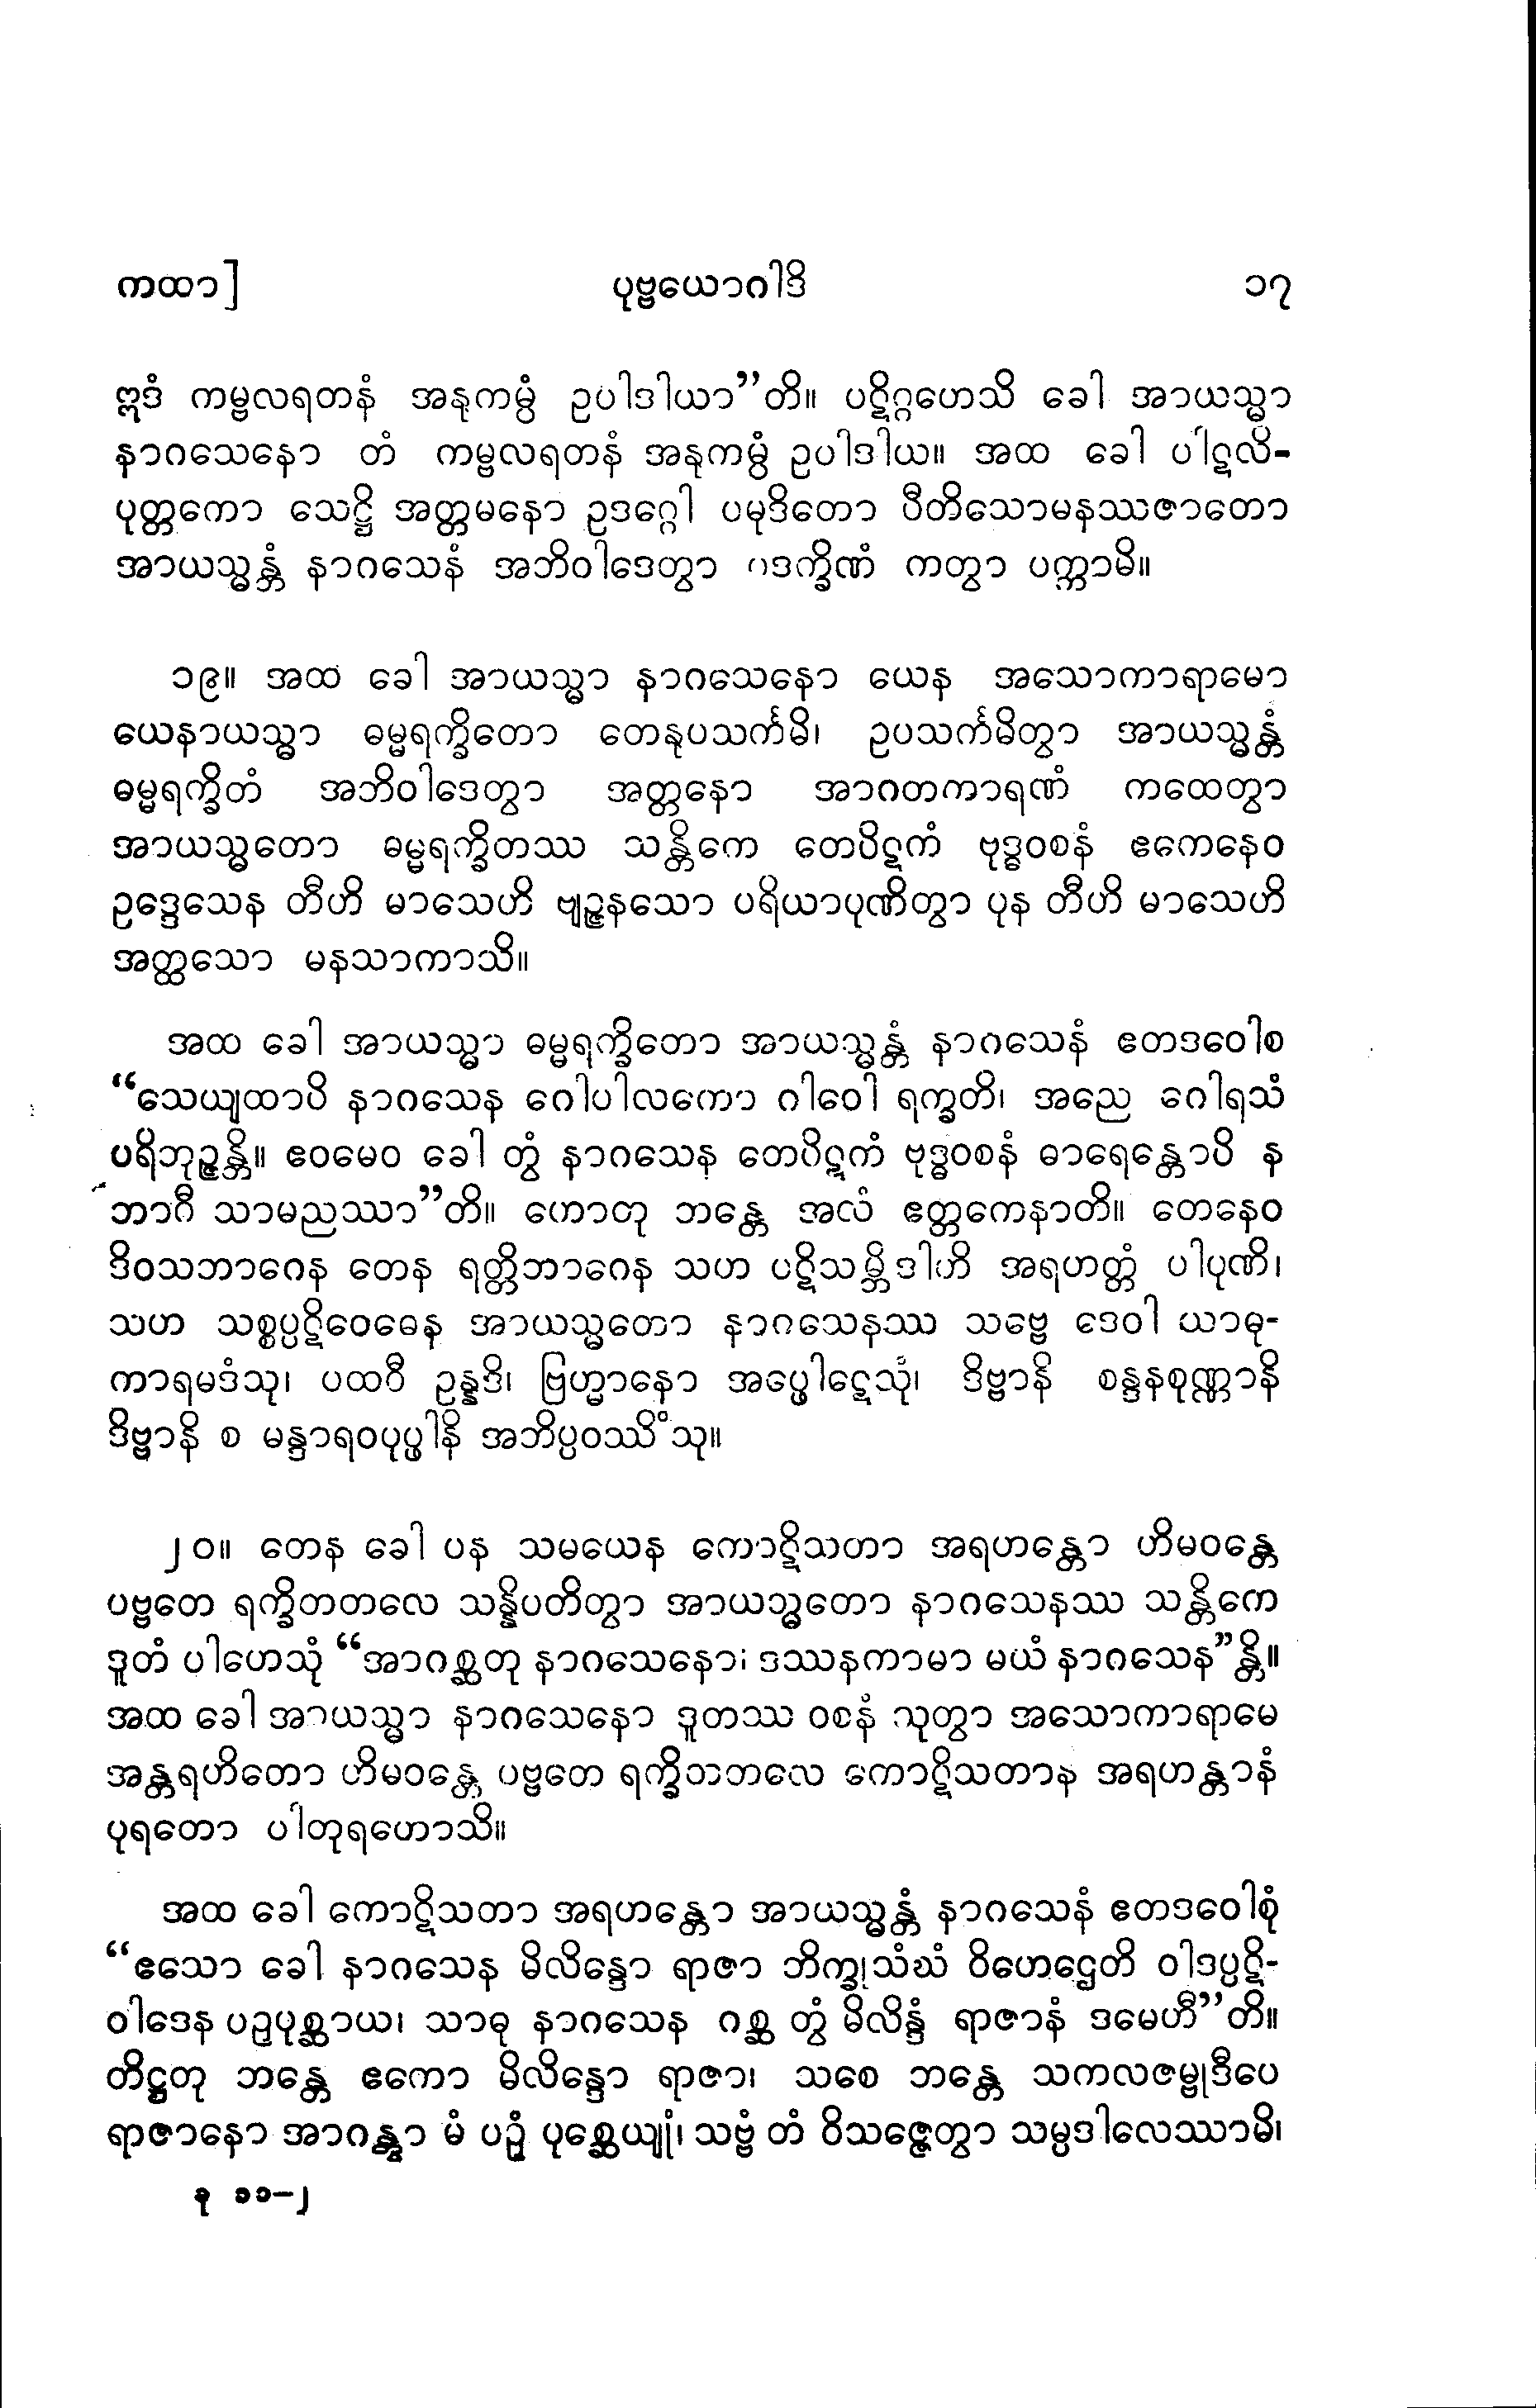 ကထာ] ပုဗ္ဗယောဂါဒိ ၁၇
ဣဒံ ကမ္ဗလရတနံ အနုကမ္ပံ ဥပါဒါယာ”တိ။ ပဋိဂ္ဂဟေသိ ခေါ အာယသ္မာ
နာဂသေနော တံ ကမ္ဗလရတနံ အနုကမ္ပံ ဥပါဒါယ။ အထ ခေါ ပါဋလိ-
ပုတ္တကော သေဋ္ဌိ အတ္တမနော ဥဒဂ္ဂေါ ပမုဒိတော ပီတိသောမနဿဇာတော
အာယသ္မန္တံ နာဂသေနံ အဘိဝါဒေတွာ ပဒက္ခိဏံ ကတွာ ပက္ကာမိ။
၁၉။ အထ ခေါ အာယသ္မာ နာဂသေနော ယေန အသောကာရာမော
ယေနာယသ္မာ ဓမ္မရက္ခိတော တေနုပသင်္ကမိ၊ ဥပသင်္ကမိတွာ အာယသ္မန္တံ
ဓမ္မရက္ခိတံ အဘိဝါဒေတွာ အတ္တနော အာဂတကာရဏံ ကထေတွာ
အာယသ္မတော ဓမ္မရက္ခိတဿ သန္တိကေ တေပိဋကံ ဗုဒ္ဓဝစနံ ဧကေနေဝ
ဥဒ္ဒေသေန တီဟိ မာသေဟိ ဗျဉ္ဇနသော ပရိယာပုဏိတွာ ပုန တီဟိ မာသေဟိ
အတ္ထသော မနသာကာသိ။
အထ ခေါ အာယသ္မာ ဓမ္မရက္ခိတော အာယသ္မန္တံ နာဂသေနံ ဧတဒဝေါစ
“သေယျထာပိ နာဂသေန ဂေါပါလကော ဂါဝေါ ရက္ခတိ၊ အညေ ဂေါရသံ
ပရိဘုဉ္ဇန္တိ။ ဧဝမေဝ ခေါ တွံ နာဂသေန တေပိဋကံ ဗုဒ္ဓဝစနံ ဓာရေန္တောပိ န
ဘာဂီ သာမညဿာ”တိ။ ဟောတု ဘန္တေ အလံ ဧတ္တကေနာတိ။ တေနေဝ
ဒိဝသဘာဂေန တေန ရတ္တိဘာဂေန သဟ ပဋိသမ္ဘိဒါဟိ အရဟတ္တံ ပါပုဏိ၊
သဟ သစ္စပ္ပဋိဝေဓေန အာယသ္မတော နာဂသေနဿ သဗ္ဗေ ဒေဝါ သာဓု-
ကာရမဒံသု၊ ပထဝီ ဥန္နဒိ၊ ဗြဟ္မာနော အပ္ဖေါဋေသုံ၊ ဒိဗ္ဗာနိ စန္ဒနစုဏ္ဏာနိ
ဒိဗ္ဗာနိ စ မန္ဒာရဝပုပ္ဖါနိ အဘိပ္ပဝဿိံသု။
၂၀။ တေန ခေါ ပန သမယေန ကောဋိသတာ အရဟန္တော ဟိမဝန္တေ
ပဗ္ဗတေ ရက္ခိတတလေ သန္နိပတိတွာ အာယသ္မတော နာဂသေနဿ သန္တိကေ
ဒူတံ ပါဟေသုံ “အာဂစ္ဆတု နာဂသေနော၊ ဒဿနကာမာ မယံ နာဂသေန”န္တိ။
အထ ခေါ အာယသ္မာ နာဂသေနော ဒူတဿ ဝစနံ သုတွာ အသောကာရာမေ
အန္တရဟိတော ဟိမဝန္တေ ပဗ္ဗတေ ရက္ခိတတလေ ကောဋိသတာနံ အရဟန္တာနံ
ပုရတော ပါတုရဟောသိ။
အထ ခေါ ကောဋိသတာ အရဟန္တော အာယသ္မန္တံ နာဂသေနံ ဧတဒဝေါစုံ
“ဧသော ခေါ နာဂသေန မိလိန္ဒော ရာဇာ ဘိက္ခုသံဃံ ဝိဟေဌေတိ ဝါဒပ္ပဋိ-
ဝါဒေန ပဉှပုစ္ဆာယ၊ သာဓု နာဂသေန ဂစ္ဆ တွံ မိလိန္ဒံ ရာဇာနံ ဒမေဟီ”တိ။
တိဋ္ဌတု ဘန္တေ ဧကော မိလိန္ဒော ရာဇာ၊ သစေ ဘန္တေ သကလဇမ္ဗုဒီပေ
ရာဇာနော အာဂန္တွာ မံ ပဉှံ ပုစ္ဆေယျုံ၊ သဗ္ဗံ တံ ဝိသဇ္ဇေတွာ သမ္ပဒါလေဿာမိ၊
နု ၁၁-၂